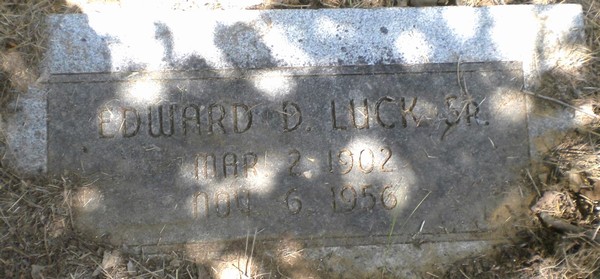 EDWARD D. LUCK SR.
MAR. 2, 1902
NOV. 6, 1956